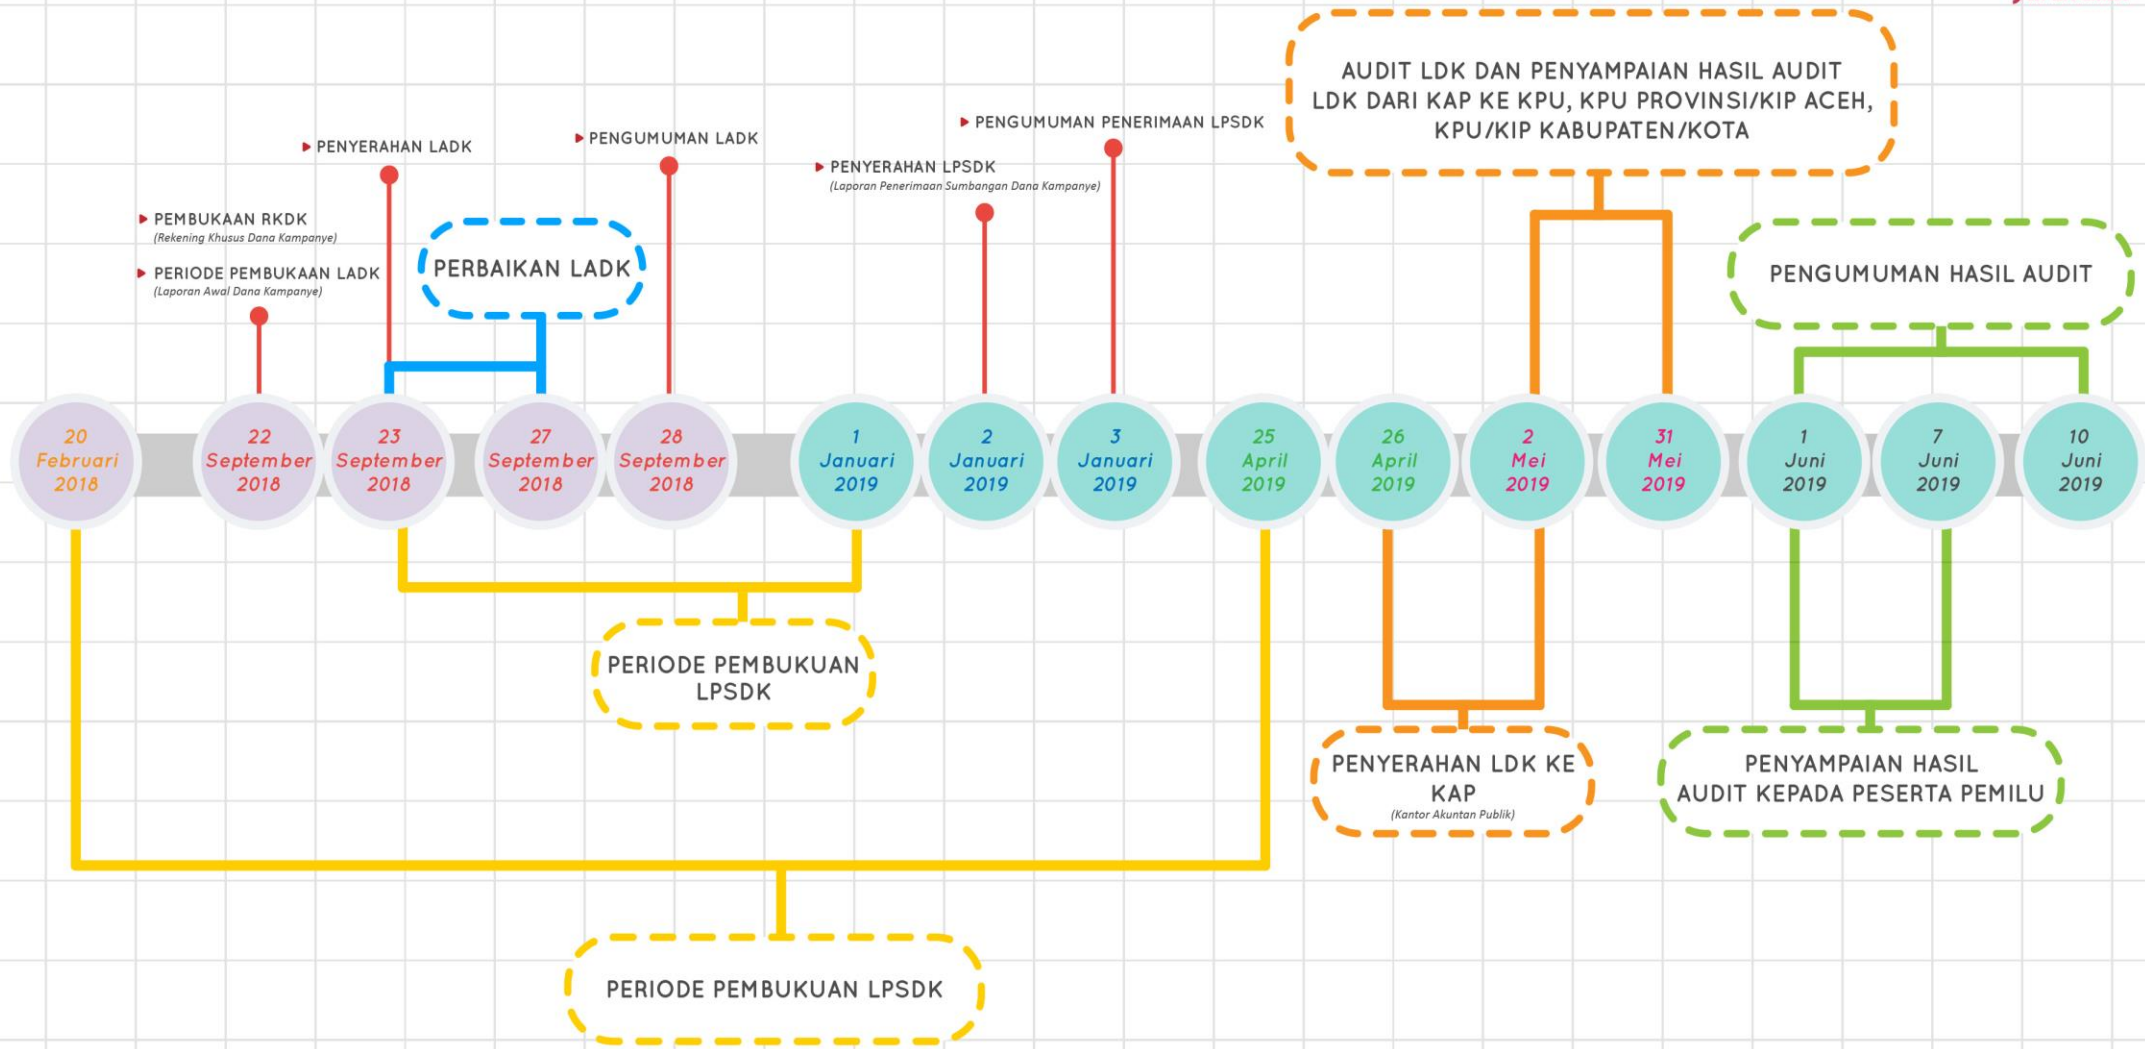 AUDIT LDK DAN PENYAMPAIAN HASIL AUDIT
LDK DARI KAP KE KPU, KPU PROVINSI/KIP ACEH,
KPU/KIP KABUPATEN/KOTA
PENGUMUMAN PENERIMAAN LPSDK
PENGUMUMAN LADK
PENYERAHAN LADK
PENYERAHAN LPSDK
(Laporan Penerimaan Sumbangan Dana Kampanye)
PEMBUKAAN RKDK
(Rekening Khusus Dana Kampanye)
PERIODE PEMBUKAAN LADK
(Laporan Awal Dana Kampanye)
PERBAIKAN LADK
PENGUMUMAN HASIL AUDIT
20
Februari
2018
22
September
2018
23
September
2018
27
September
2018
28
September
2018
1
Januari
2019
2
Januari
2019
3
Januari
2019
25
April
2019
26
April
2019
2
Mei
2019
31
Mei
2019
1
Juni
2019
7
Juni
2019
10
Juni
2019
PERIODE PEMBUKUAN
LPSDK
PENYERAHAN LDK KE
KAP
(Kantor Akuntan Publik)
PENYAMPAIAN HASIL
AUDIT KEPADA PESERTA PEMILU
PERIODE PEMBUKUAN LPSDK